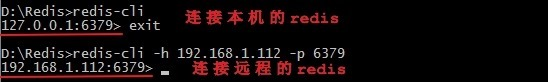 D:\Redis>redis-cli
127.0.0.1:6379> exit 连接本机的redis
D:\Redis>redis-cli -h 192.168.1.112 -p 6379
192.168.1.112:6379> 连接远程的redis